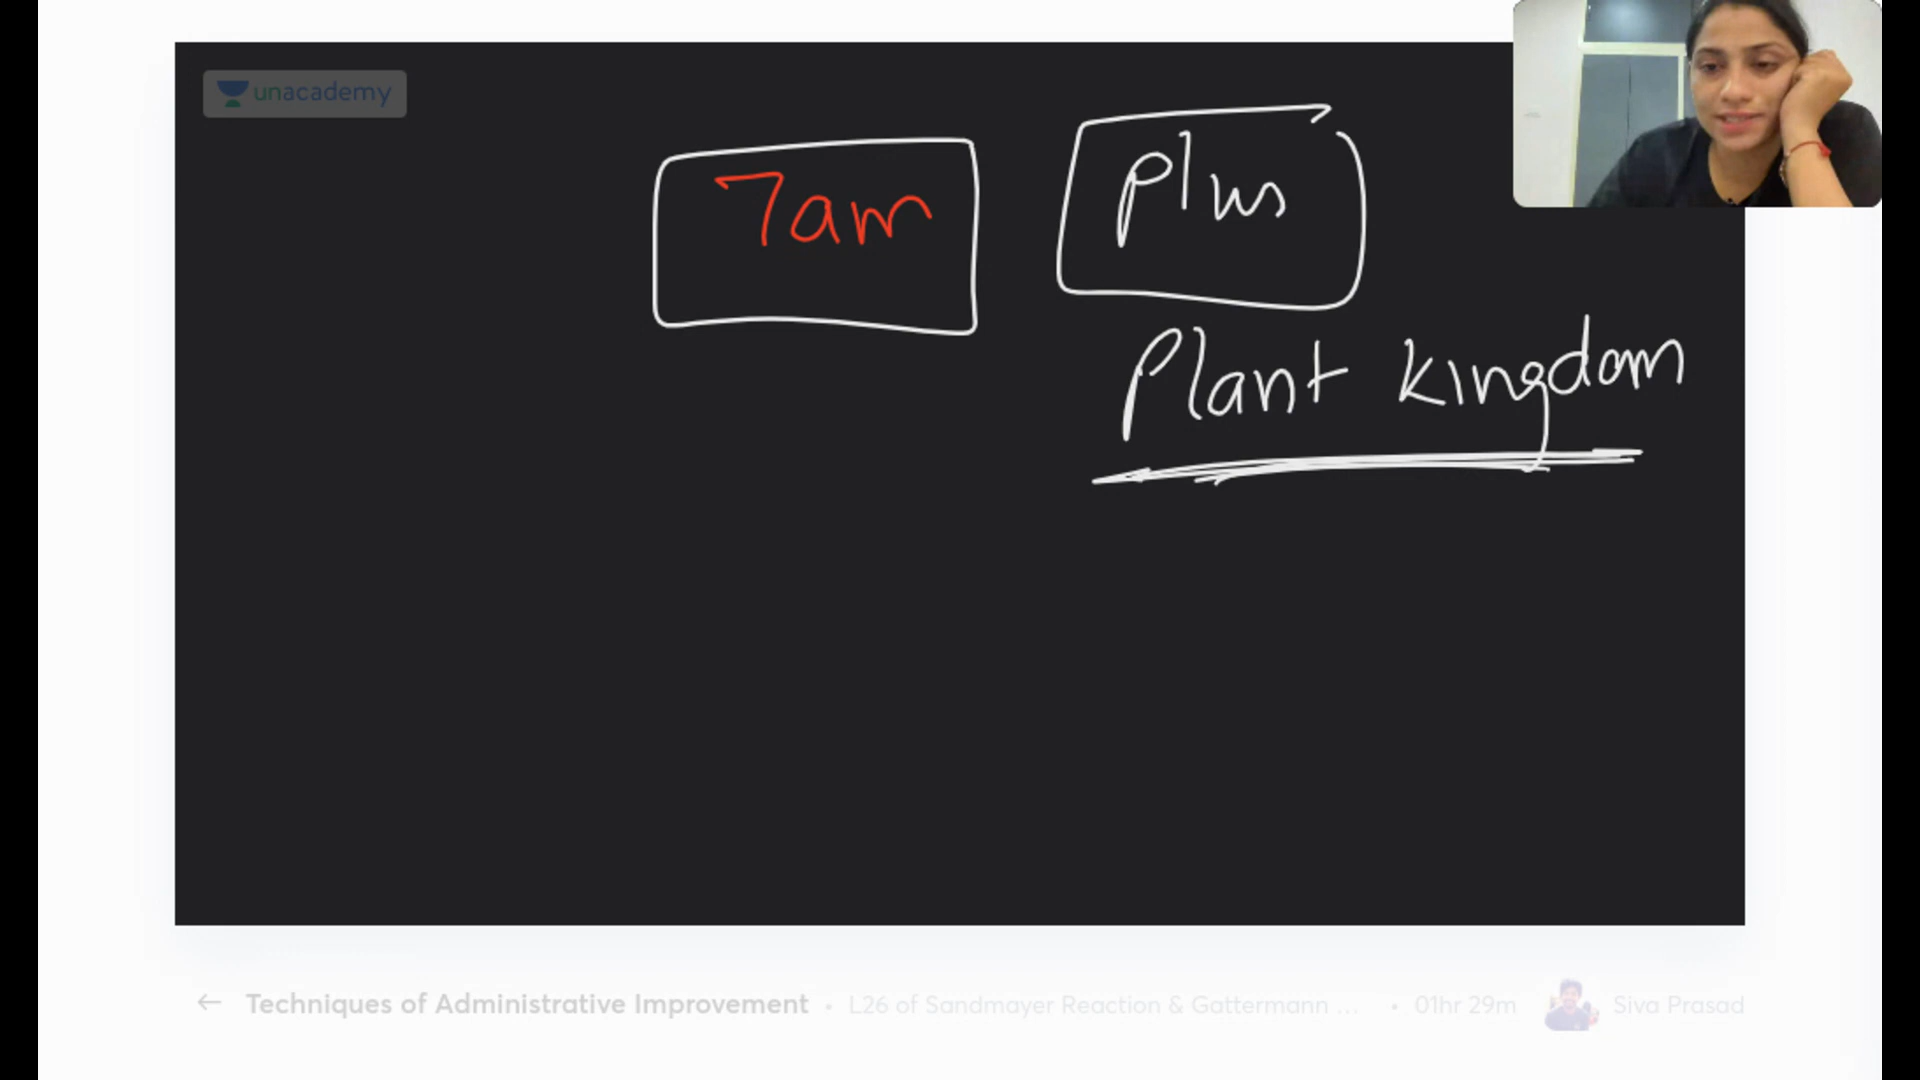 unacademy
7am
Plus
Plant kingdom
Techniques of Administrative Improvement • L26 of Sandmayer Reaction & Gattermann ... • 01hr 29m Siva Prasad